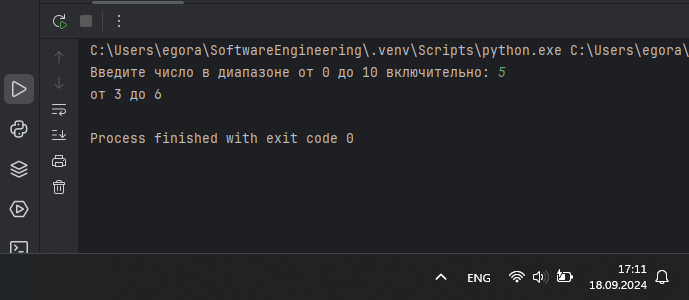 C:\Users\egora\SoftwareEngineering\.venv\Scripts\python.exe C:\Users\egora\
Введите число в диапазоне от 0 до 10 включительно: 5
от 3 до 6
Process finished with exit code 0
ENG
17:11
18.09.2024